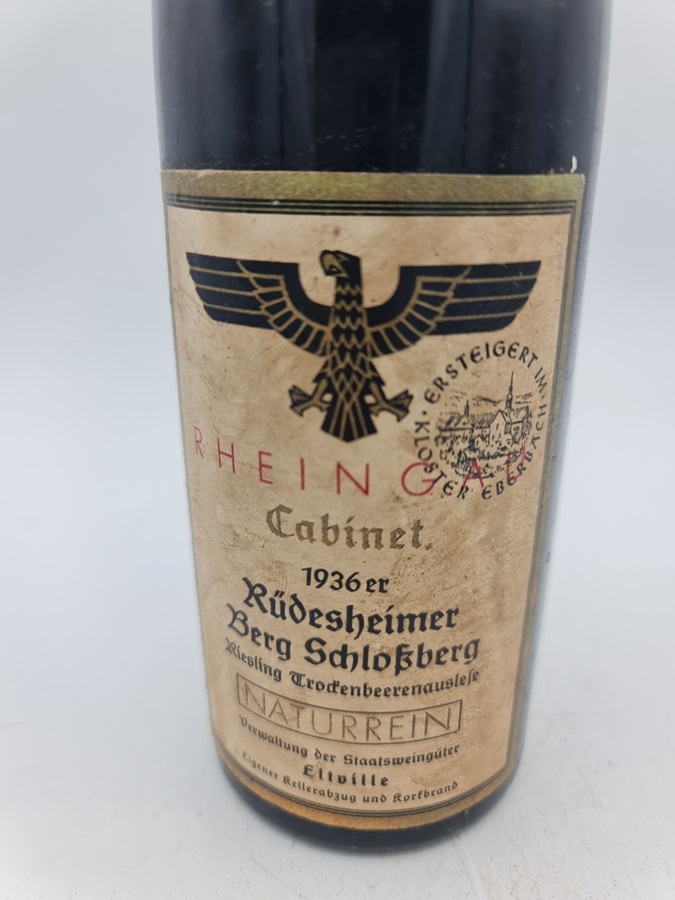 ERSTEIGERT IM H
KLOSTER EBERBACH
RHEINGAU
Cabinet.
1936er
Rüdesheimer
Berg Schloßberg
Riesling Trockenbeerenauslese
NATURREIN
Verwaltung der Staatsweingüter
Eltville
Eigener Kellerabzug und Korkbrand